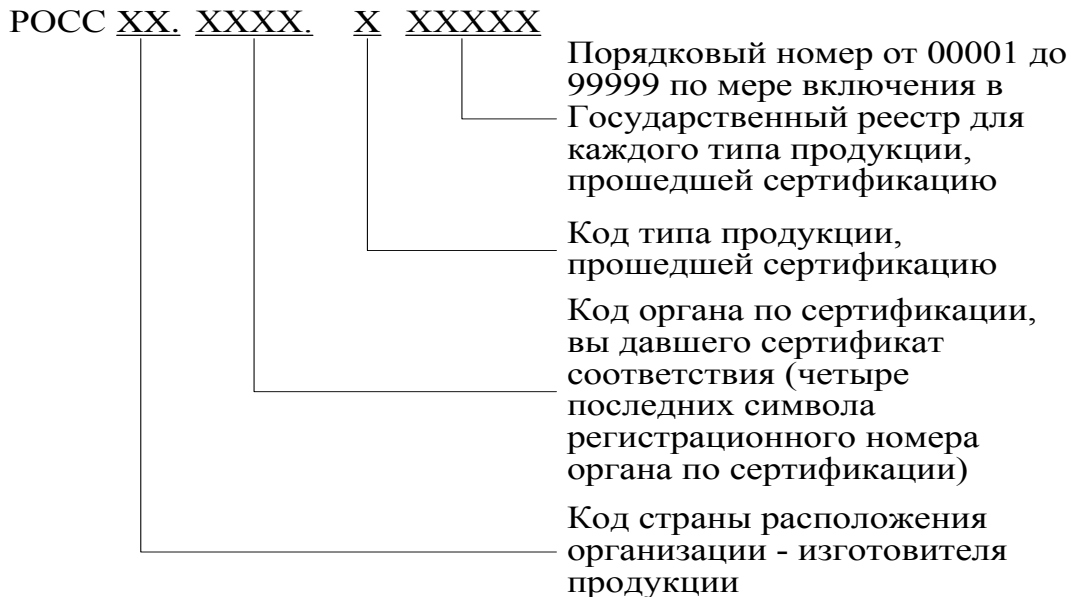 РОСС XX. XXXX. X XXXXX
Порядковый номер от 00001 до
99999 по мере включения в
Государственный реестр для
каждого типа продукции,
прошедшей сертификацию
Код типа продукции,
прошедшей сертификацию
Код органа по сертификации,
вы давшего сертификат
соответствия (четыре
последних символа
регистрационного номера
органа по сертификации)
Код страны расположения
организации - изготовителя
продукции